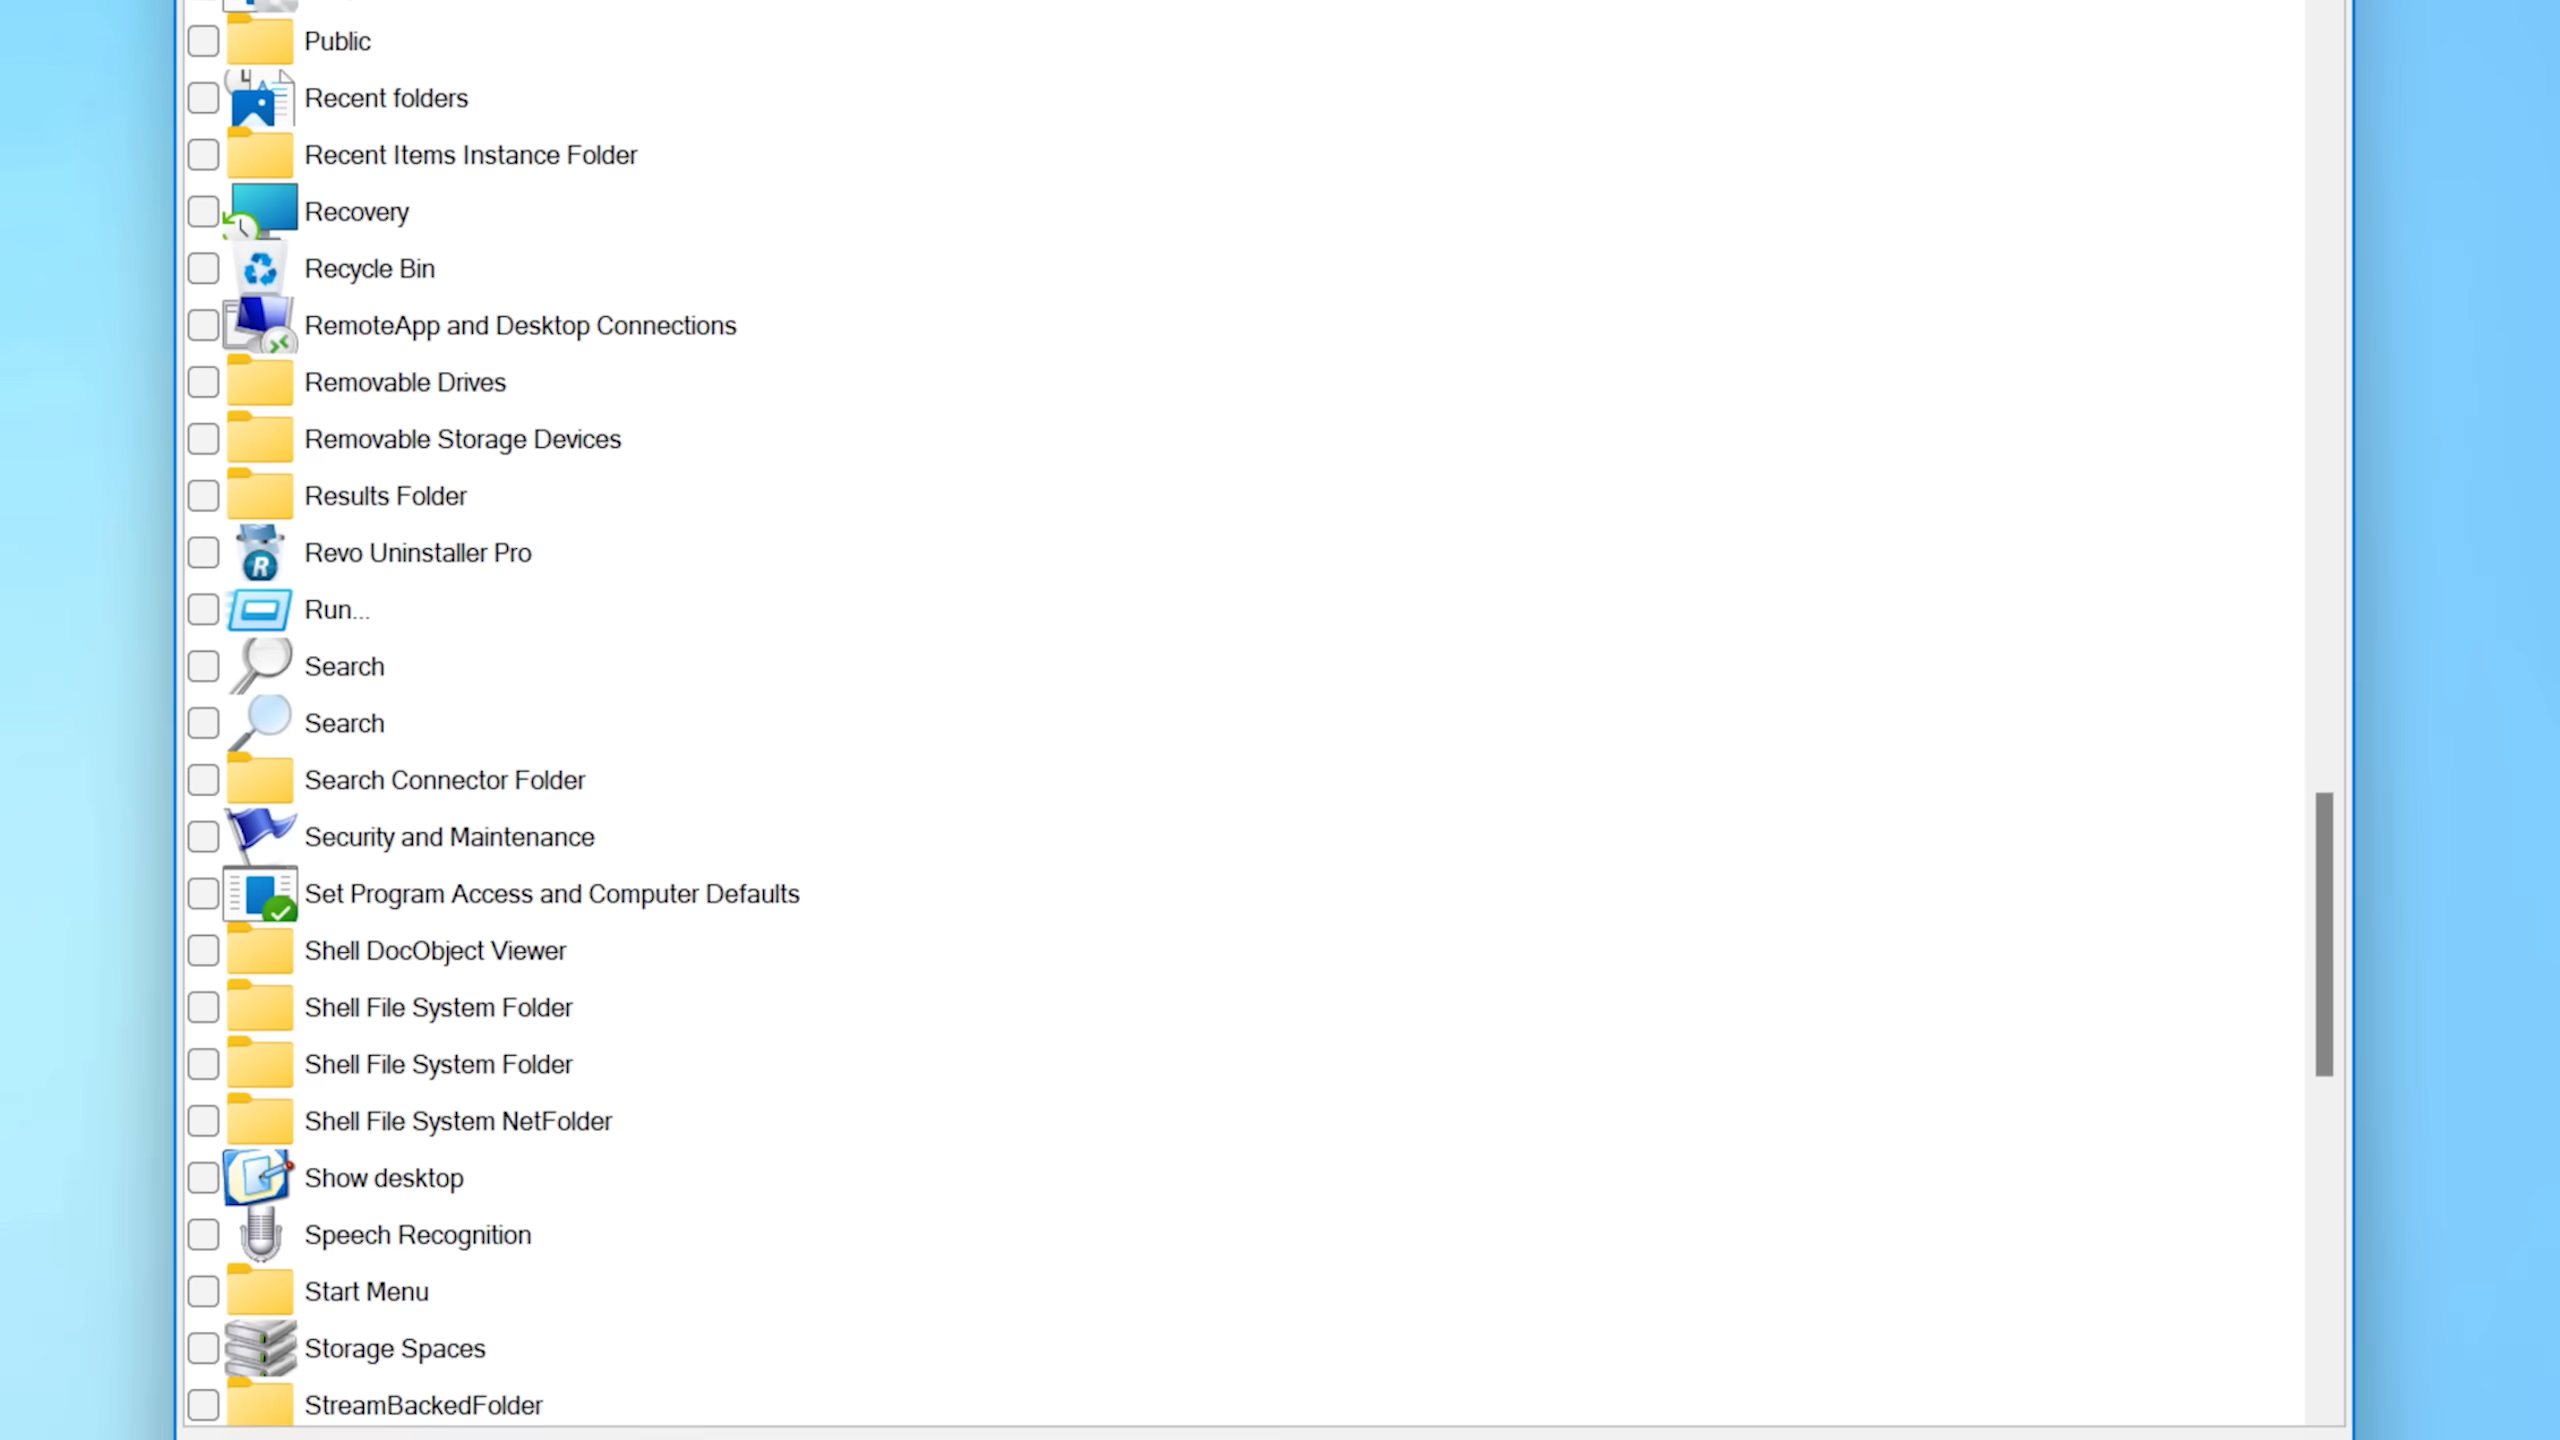 Public
Recent folders
Recent Items Instance Folder
Recovery
Recycle Bin
RemoteApp and Desktop Connections
Removable Drives
Removable Storage Devices
Results Folder
Revo Uninstaller Pro
Run...
Search
Search
Search Connector Folder
Security and Maintenance
Set Program Access and Computer Defaults
Shell DocObject Viewer
Shell File System Folder
Shell File System Folder
Shell File System NetFolder
Show desktop
Speech Recognition
Start Menu
Storage Spaces
StreamBackedFolder